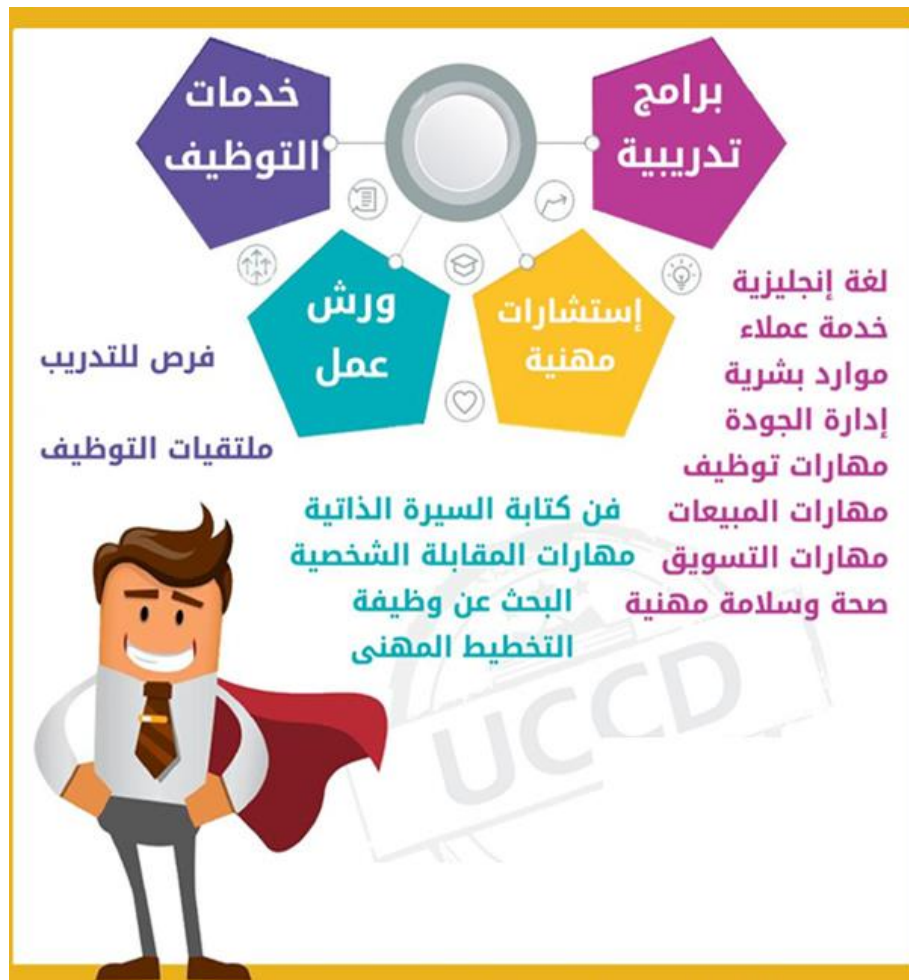 برامج
تدريبية
خدمات
التوظيف
إستشارات
مهنية
ورش
عمل
لغة إنجليزية
خدمة عملاء
موارد بشرية
إدارة الجودة
مهارات توظيف
مهارات المبيعات
مهارات التسويق
صحة وسلامة مهنية
فن كتابة السيرة الذاتية
مهارات المقابلة الشخصية
البحث عن وظيفة
التخطيط المهنى
فرص للتدريب
ملتقيات التوظيف
UCCD